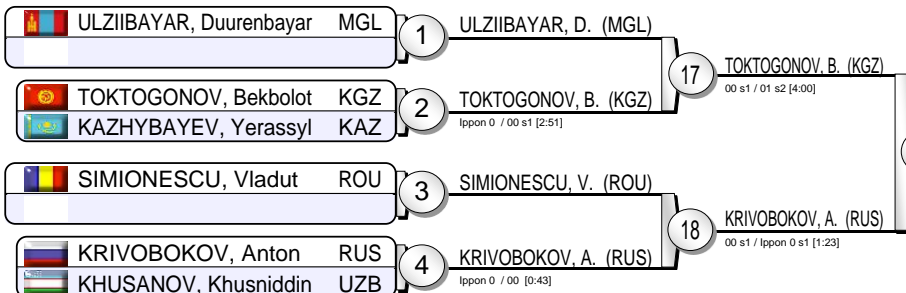 ULZIIBAYAR, Duurenbayar MGL
1
ULZIIBAYAR, D. (MGL)
17
TOKTOGONOV, B. (KGZ)
00 s1 / 01 s2 [4:00]
TOKTOGONOV, Bekbolot KGZ
KAZHYBAYEV, Yerassyl KAZ
2
TOKTOGONOV, B. (KGZ)
Ippon 0 / 00 s1 [2:51]
SIMIONESCU, Vladut ROU
3
SIMIONESCU, V. (ROU)
18
KRIVOBOKOV, A. (RUS)
00 s1 / Ippon 0 s1 [1:23]
KRIVOBOKOV, Anton RUS
KHUSANOV, Khusniddin UZB
4
KRIVOBOKOV, A. (RUS)
Ippon 0 / 00 [0:43]